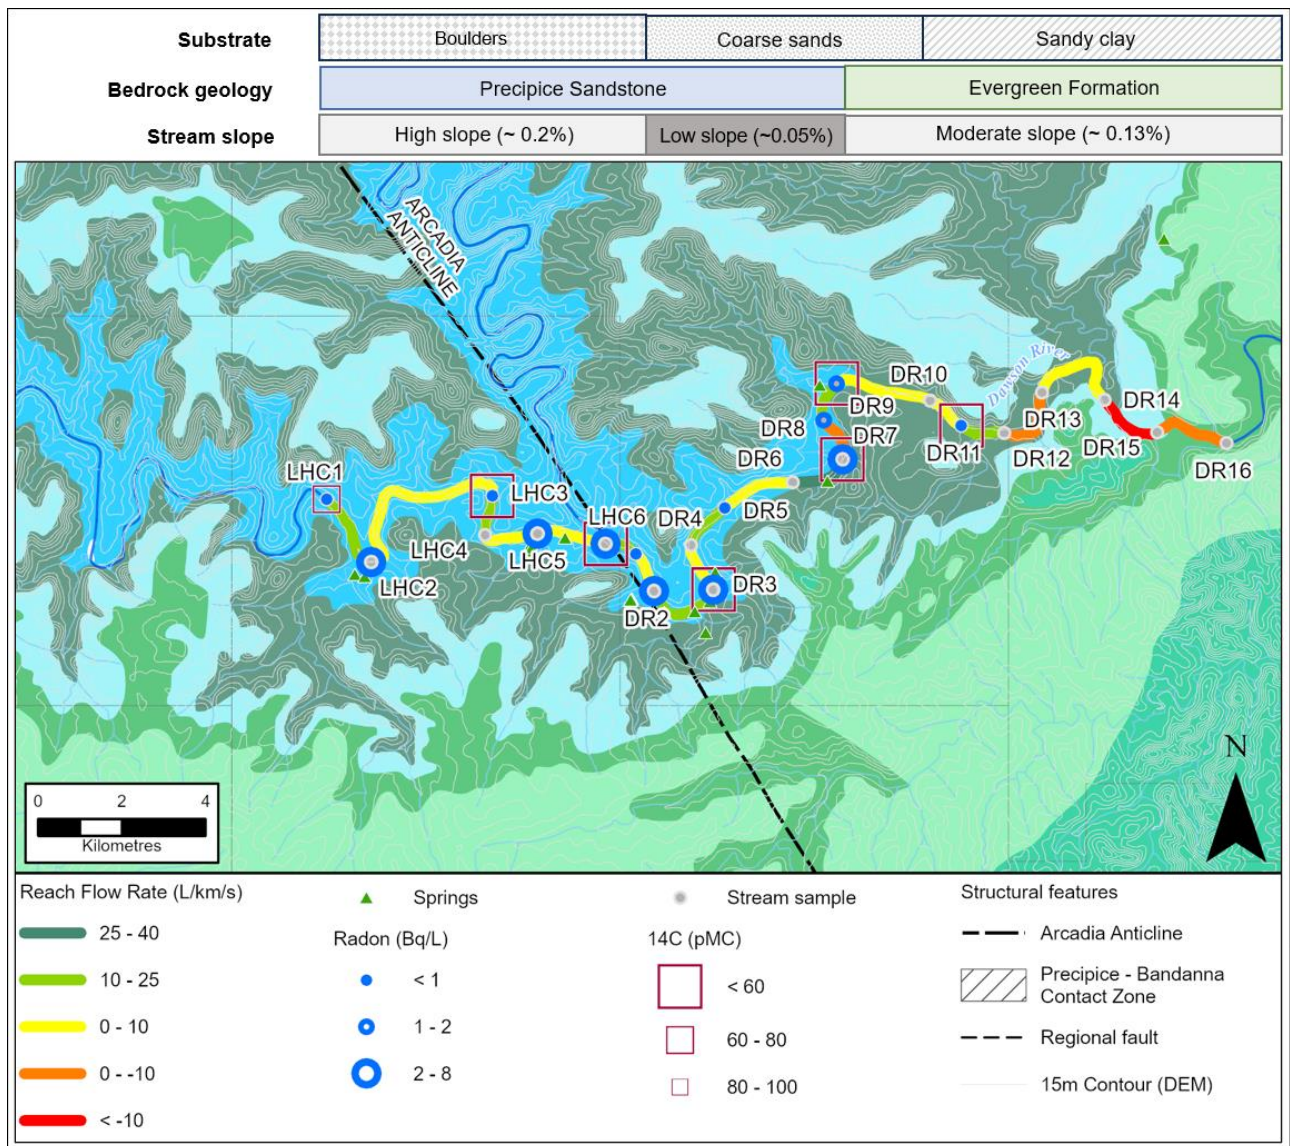 Substrate
Boulders
Coarse sands
Sandy clay
Bedrock geology
Precipice Sandstone
Evergreen Formation
Stream slope
High slope (~ 0.2%)
Low slope (~0.05%)
Moderate slope (~ 0.13%)
ARCADIA
ANTICLINE
Dawson River
DR10
DR9
DR8
DR7
DR6
DR11
DR12
DR13
DR14
DR15
DR16
LHC1
LHC2
LHC3
LHC4
LHC5
LHC6
DR4
DR5
DR2
DR3
N
0 2 4
Kilometres
Reach Flow Rate (L/km/s)
25 - 40
10 - 25
0 - 10
0 - -10
< -10
Springs
Radon (Bq/L)
< 1
1 - 2
2 - 8
Stream sample
14C (pMC)
< 60
60 - 80
80 - 100
Structural features
Arcadia Anticline
Precipice - Bandanna
Contact Zone
Regional fault
15m Contour (DEM)